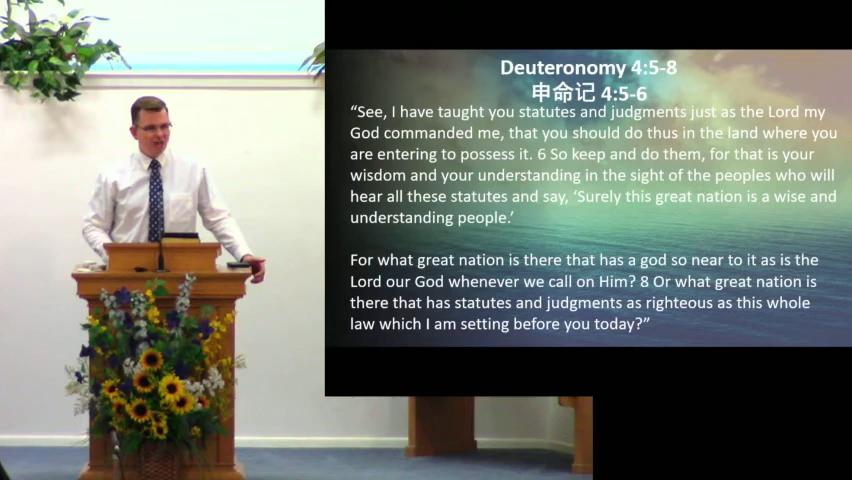 Deuteronomy 4:5-8
申命记 4:5-6
“See, I have taught you statutes and judgments just as the Lord my
God commanded me, that you should do thus in the land where you
are entering to possess it. 6 So keep and do them, for that is your
wisdom and your understanding in the sight of the peoples who will
hear all these statutes and say, ‘Surely this great nation is a wise and
understanding people.’
For what great nation is there that has a god so near to it as is the
Lord our God whenever we call on Him? 8 Or what great nation is
there that has statutes and judgments as righteous as this whole
law which I am setting before you today?”